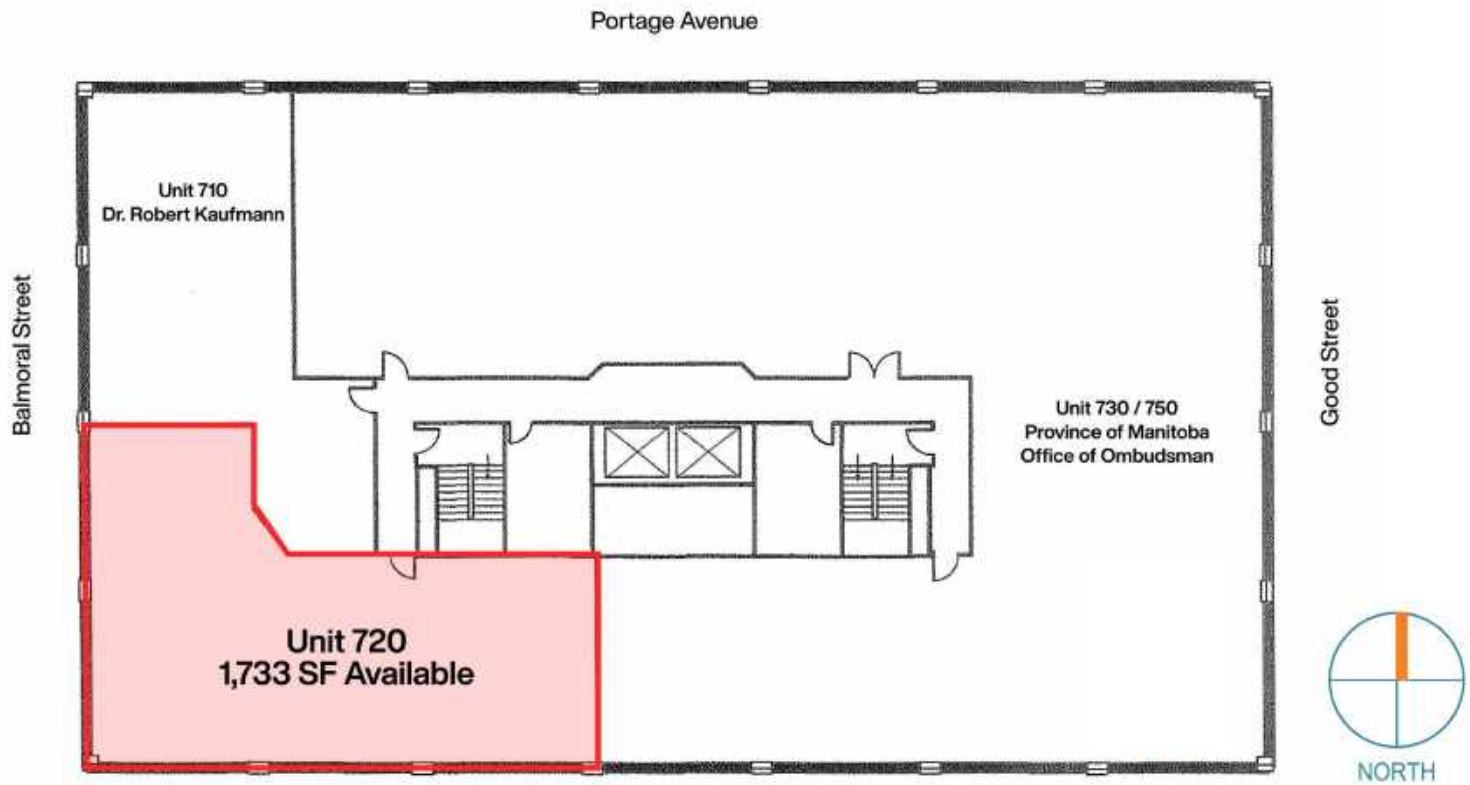 Portage Avenue
Unit 710
Dr. Robert Kaufmann
Balmoral Street
Good Street
Unit 730 / 750
Province of Manitoba
Office of Ombudsman
Unit 720
1,733 SF Available
NORTH